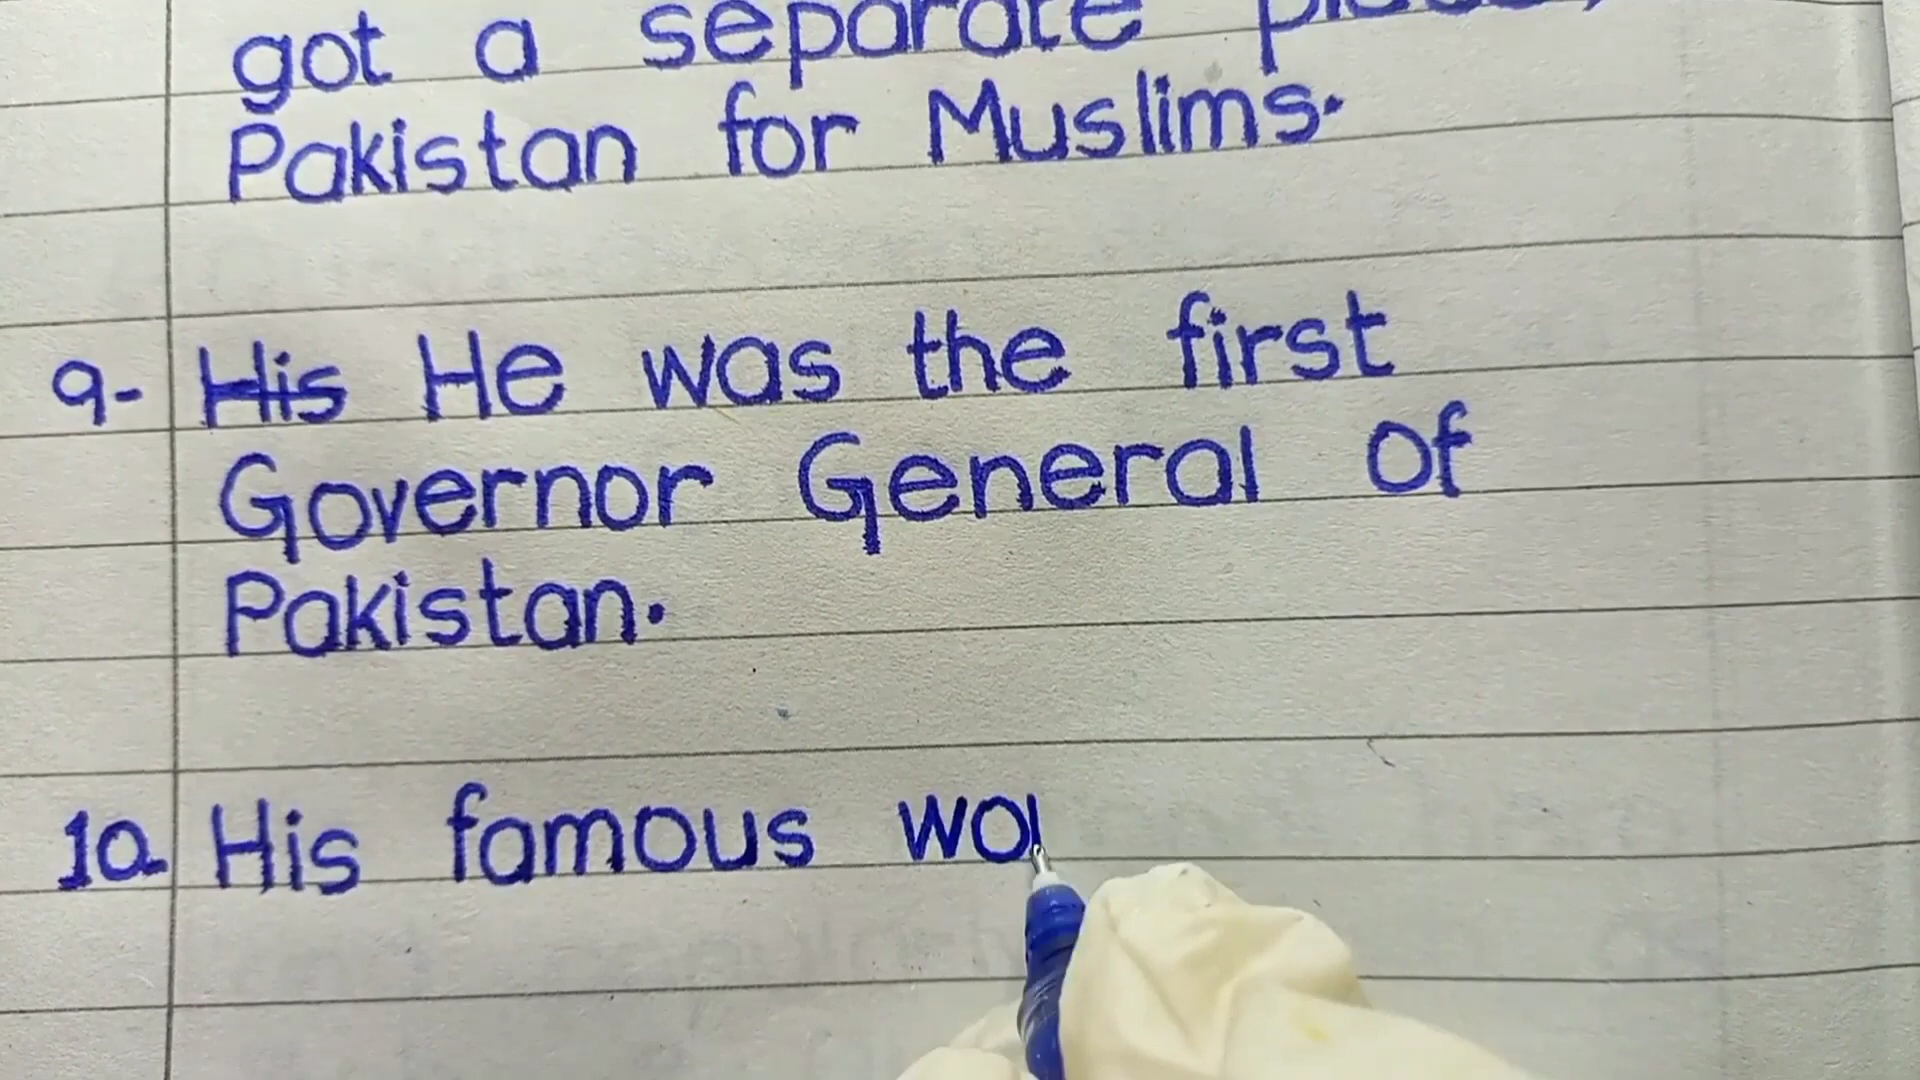 got a separate
Pakistan for Muslims.
9- His He was the first
Governor General Of
Pakistan.
10. His famous wo